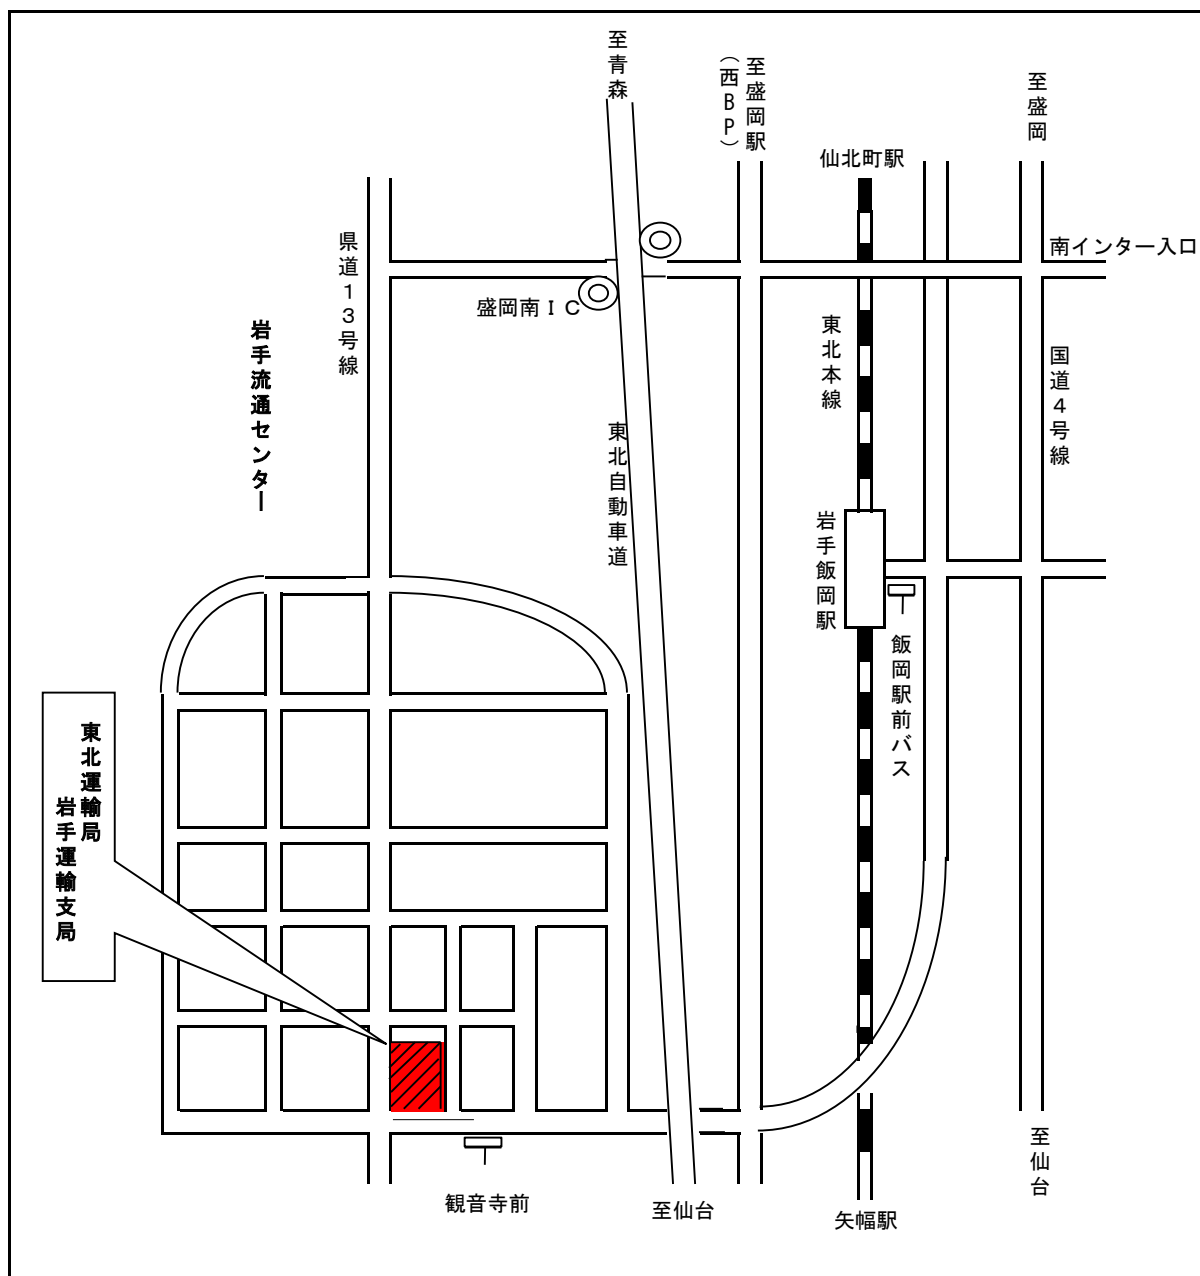 至青森
至盛岡駅
（西ＢＰ）
至盛岡
仙北町駅
南インター入口
県道１３号線
盛岡南ＩＣ
岩手流通センター
東北本線
国道４号線
東北自動車道
岩手飯岡駅
飯岡駅前バス
東北運輸局
岩手運輸支局
観音寺前
至仙台
矢幅駅
至仙台